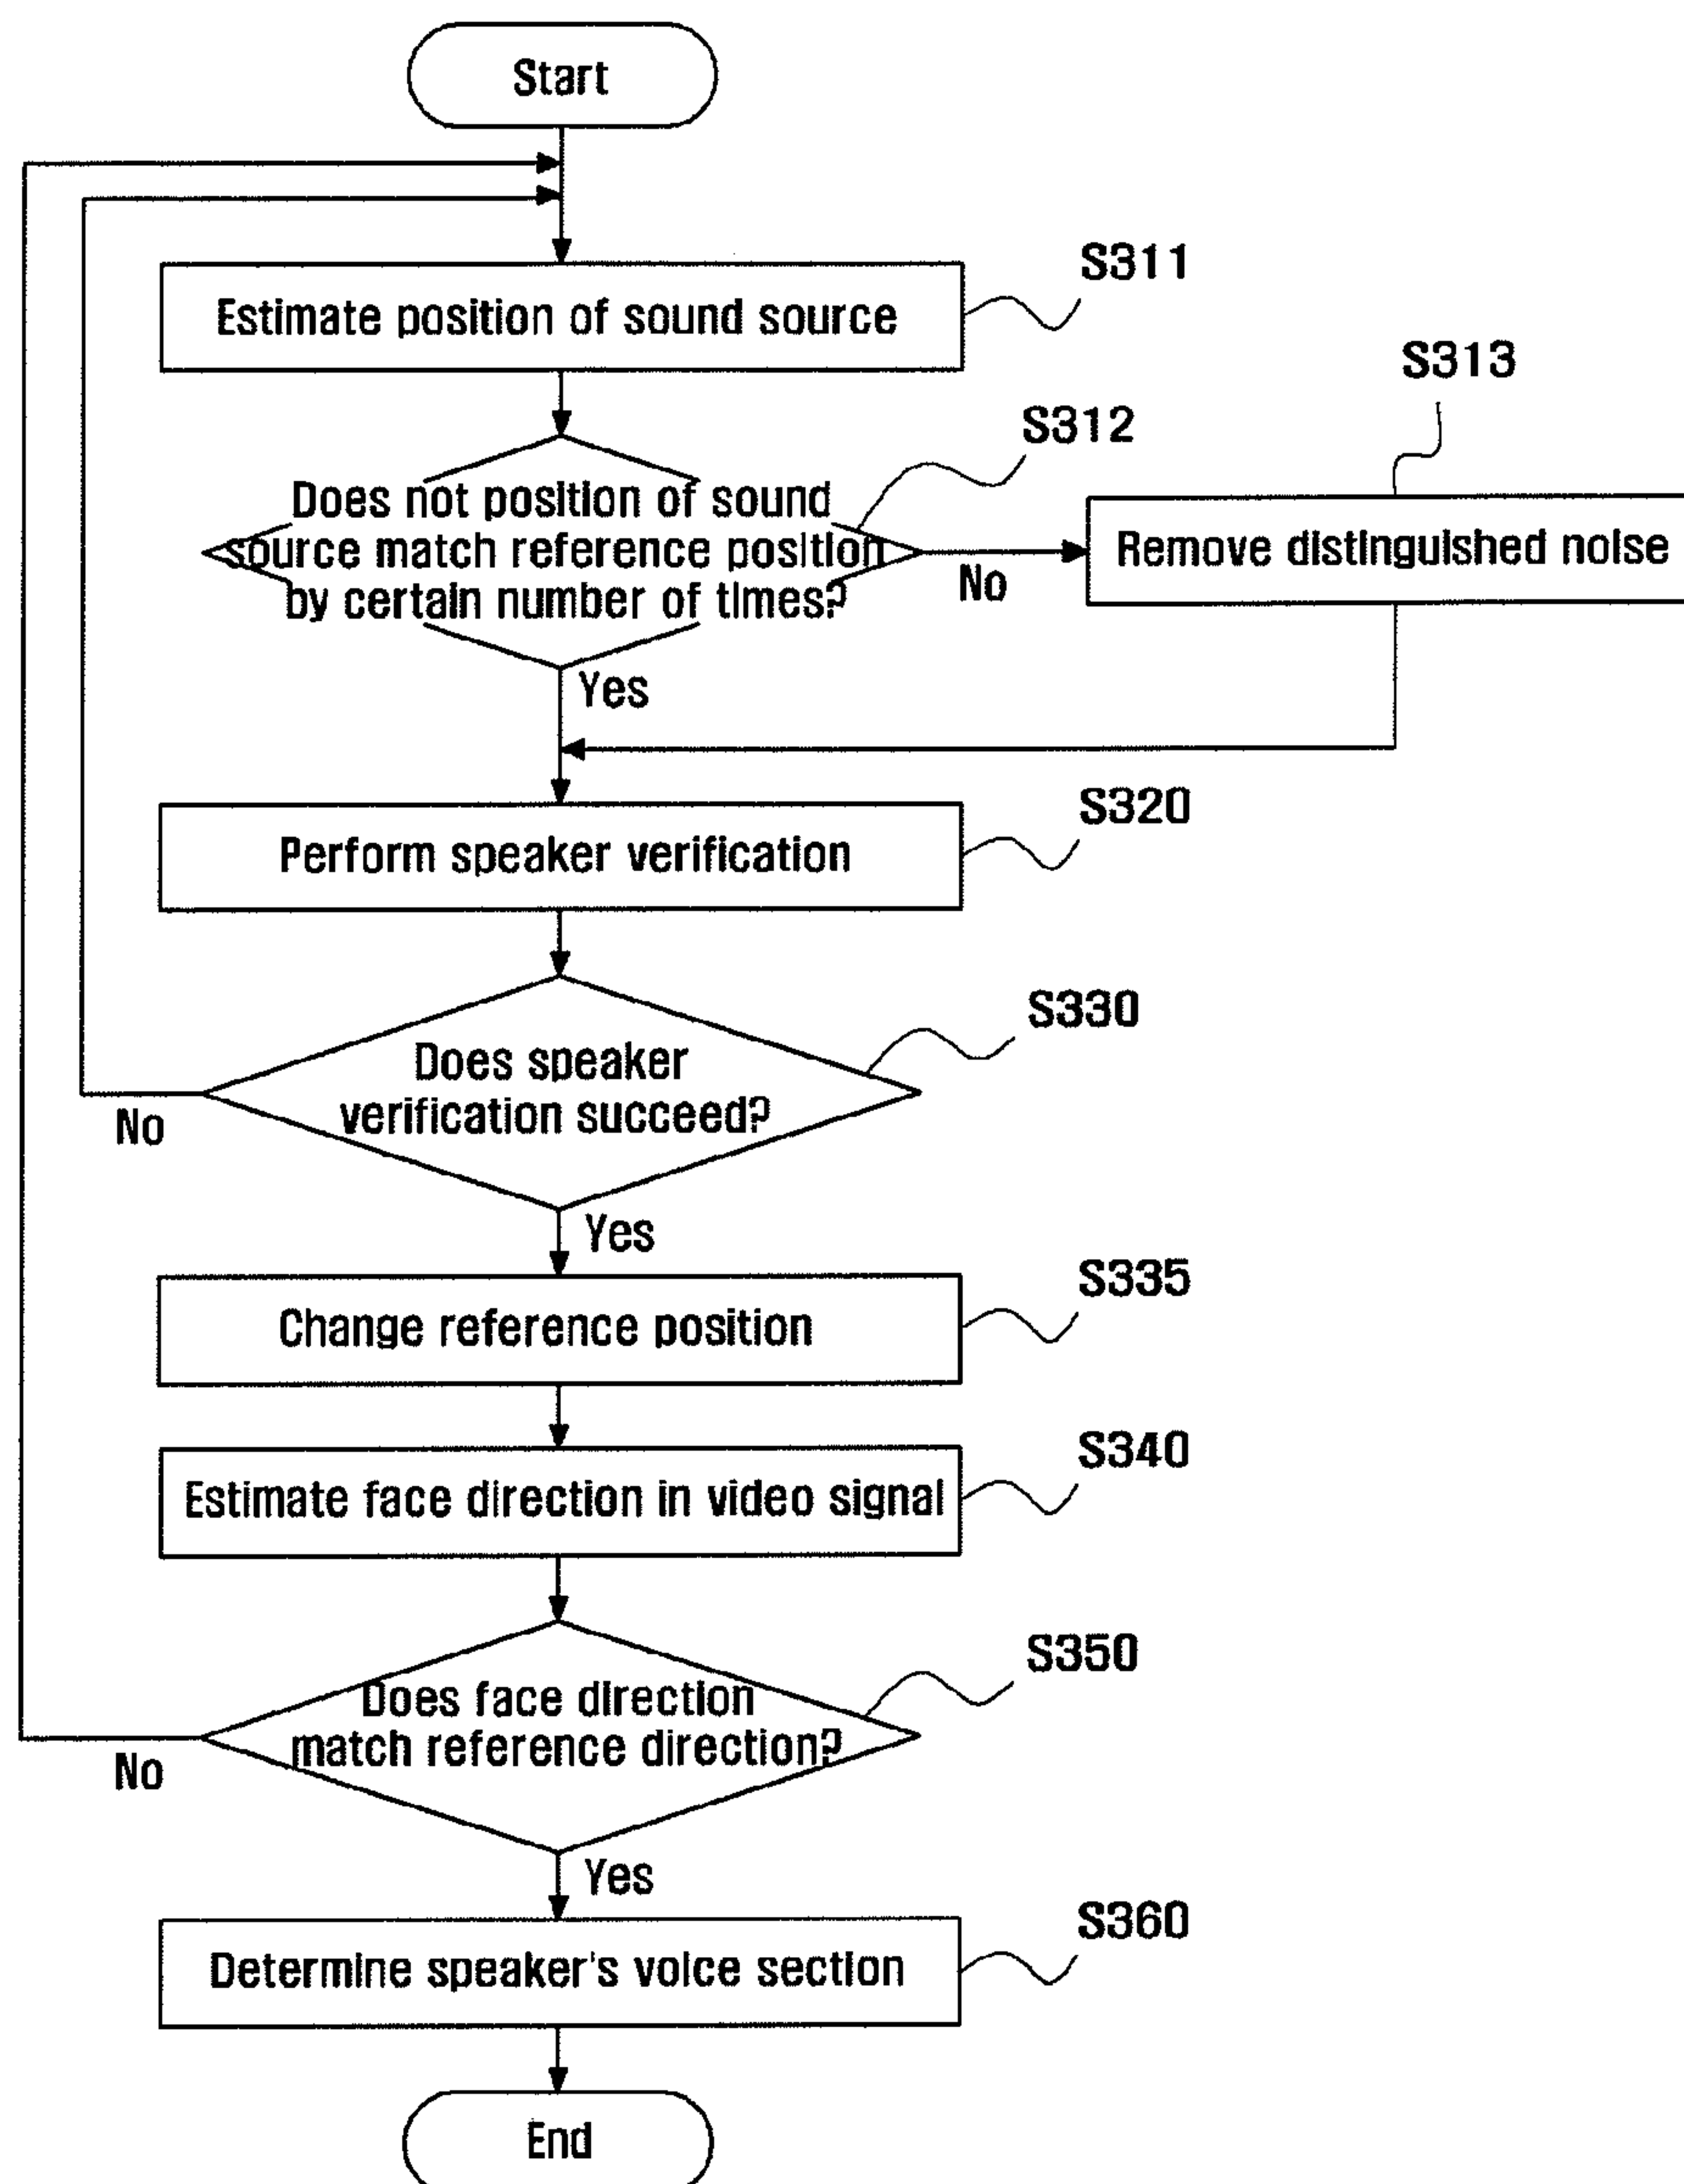 Start
S311
Estimate position of sound source
S313
S312
Does not position of sound
source match reference position
by certain number of times?
No
Remove distinguished noise
Yes
S320
Perform speaker verification
S330
Does speaker
verification succeed?
No
Yes
S335
Change reference position
S340
Estimate face direction in video signal
S350
Does face direction
match reference direction?
No
Yes
S360
Determine speaker's voice section
End